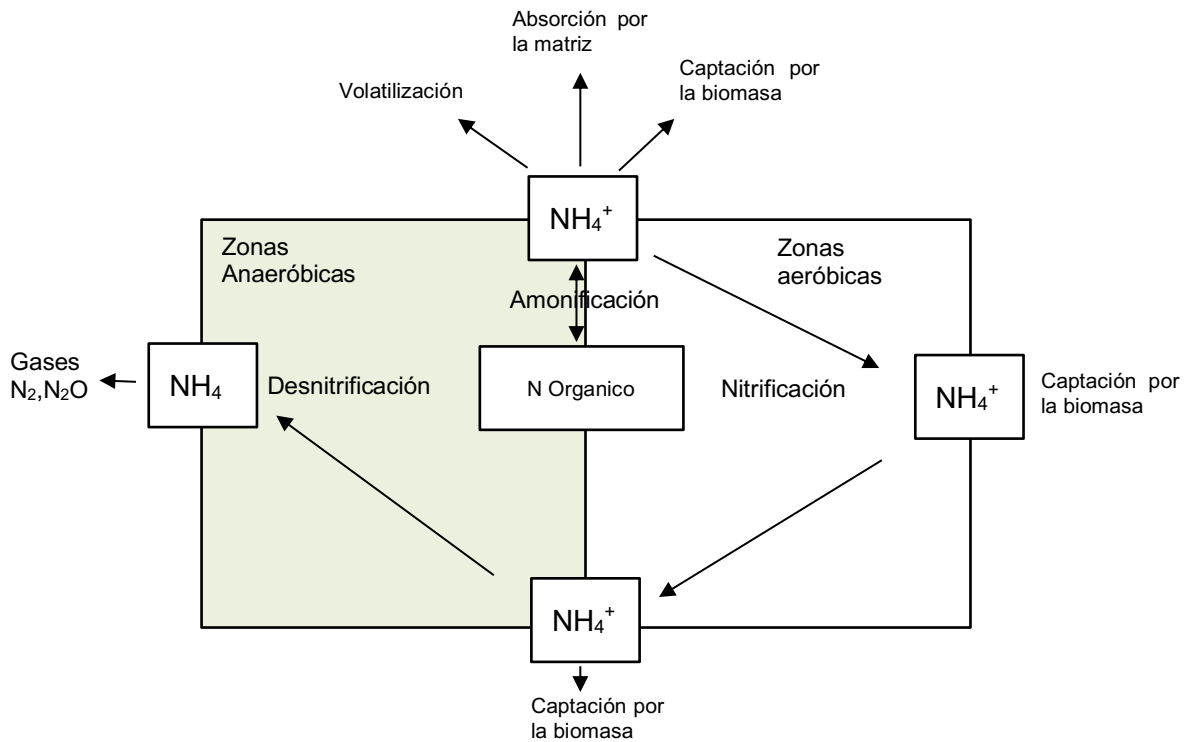 Absorción por
la matriz
Captación por
la biomasa
Volatilización
NH₄⁺
Zonas
Anaeróbicas
Zonas
aeróbicas
Amonificación
Gases
N₂,N₂O
NH₄
Desnitrificación
N Organico
Nitrificación
NH₄⁺
Captación por
la biomasa
NH₄⁺
Captación por
la biomasa